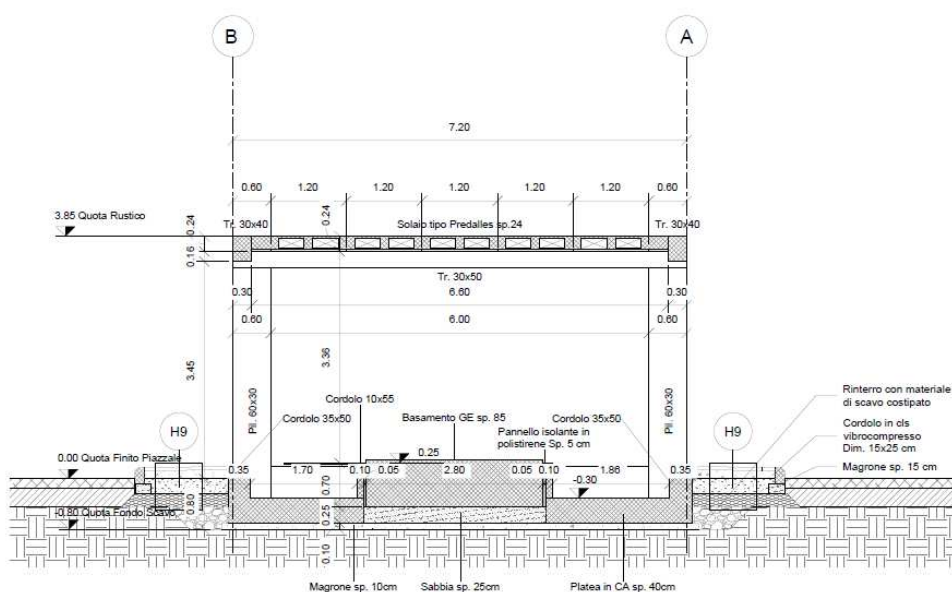 B
A
7.20
0.60
1.20
1.20
1.20
1.20
1.20
0.60
3.85 Quota Rustico
0.24
0.24
Tr. 30x40
Solaio tipo Predalles sp.24
Tr. 30x40
0.16
Tr. 30x50
0.30
6.60
0.30
0.60
6.00
0.60
3.45
3.36
Pil. 60x30
Pil. 60x30
Cordolo 10x55
Cordolo 35x50
Basamento GE sp. 85
Cordolo 35x50
Pannello isolante in
polistirene Sp. 5 cm
Rinterro con materiale
di scavo costipato
Cordolo in cls
vibrocompresso
Dim. 15x25 cm
Magrone sp. 15 cm
H9
H9
0.25
0.00 Quota Finito Piazzale
0.35
1.70
0.10
0.05
2.80
0.05
0.10
1.86
0.35
-0.30
0.70
0.80
-0.80 Quota Fondo Scavo
0.25
0.10
Magrone sp. 10cm
Sabbia sp. 25cm
Platea in CA sp. 40cm